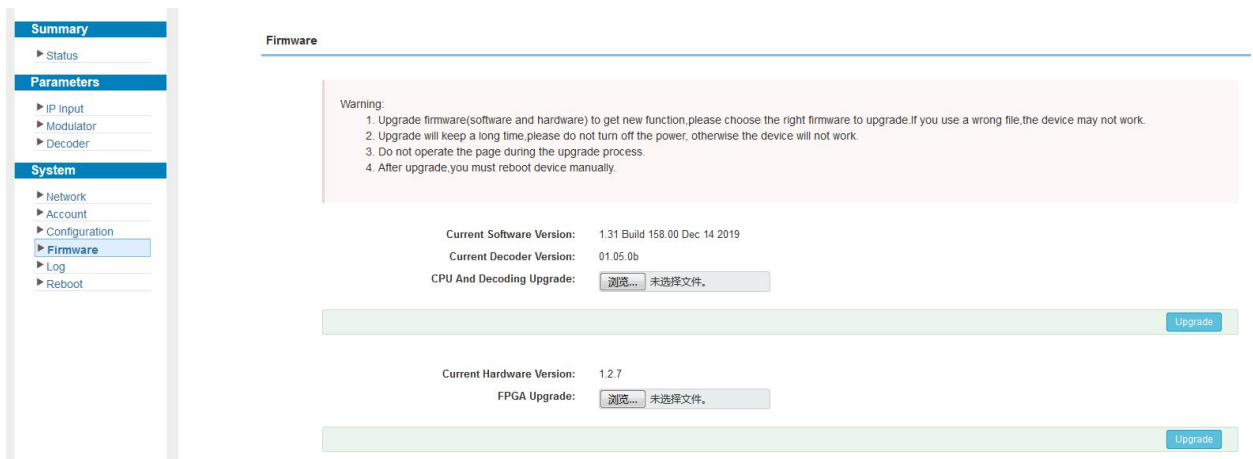 Summary
Status
Parameters
IP Input
Modulator
Decoder
System
Network
Account
Configuration
Firmware
Log
Reboot
Firmware
Warning:
1. Upgrade firmware(software and hardware) to get new function,please choose the right firmware to upgrade.If you use a wrong file,the device may not work.
2. Upgrade will keep a long time,please do not turn off the power, otherwise the device will not work.
3. Do not operate the page during the upgrade process.
4. After upgrade,you must reboot device manually.
Current Software Version: 1.31 Build 158.00 Dec 14 2019
Current Decoder Version: 01.05.0b
CPU And Decoding Upgrade: 浏览... 未选择文件。
Upgrade
Current Hardware Version: 1.2.7
FPGA Upgrade: 浏览... 未选择文件。
Upgrade